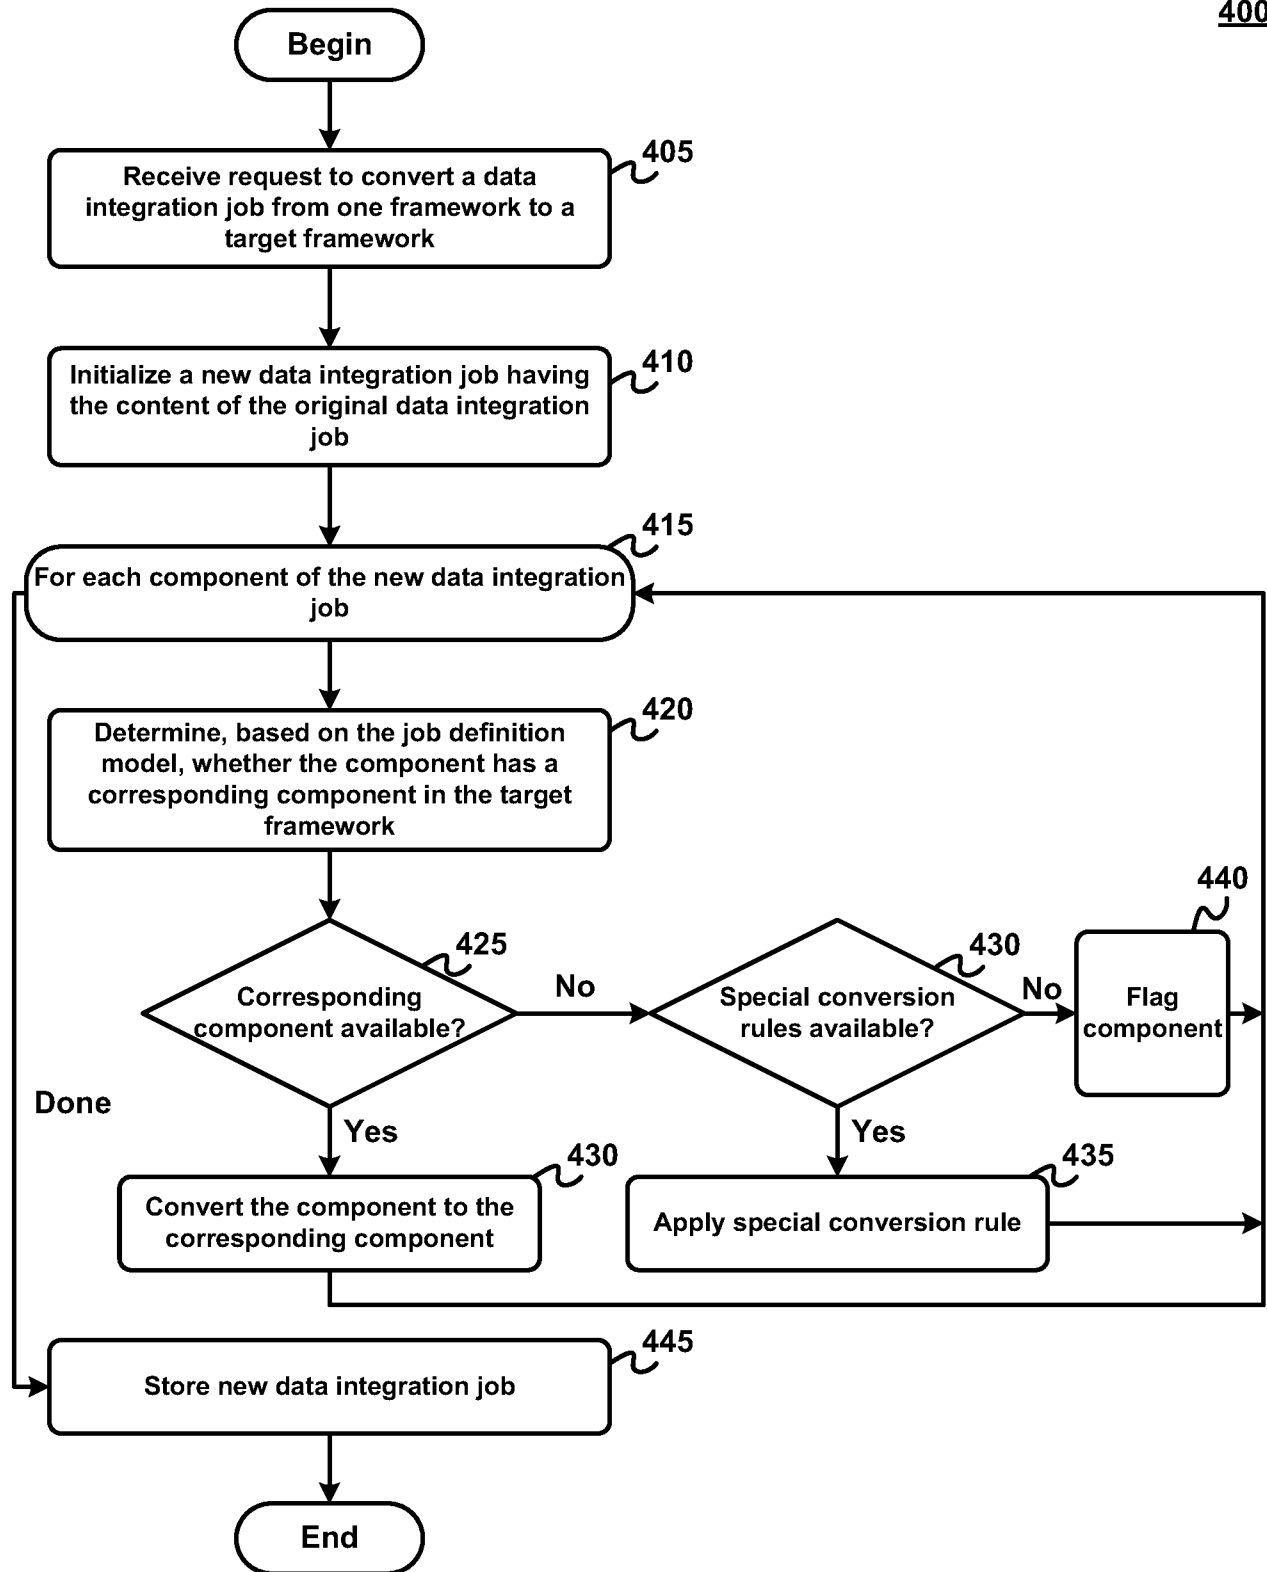 400
Begin
405
Receive request to convert a data
integration job from one framework to a
target framework
410
Initialize a new data integration job having
the content of the original data integration
job
415
For each component of the new data integration
job
420
Determine, based on the job definition
model, whether the component has a
corresponding component in the target
framework
425
Corresponding
component available?
No
430
Special conversion
rules available?
No
440
Flag
component
Done
Yes
430
Convert the component to the
corresponding component
Yes
435
Apply special conversion rule
445
Store new data integration job
End